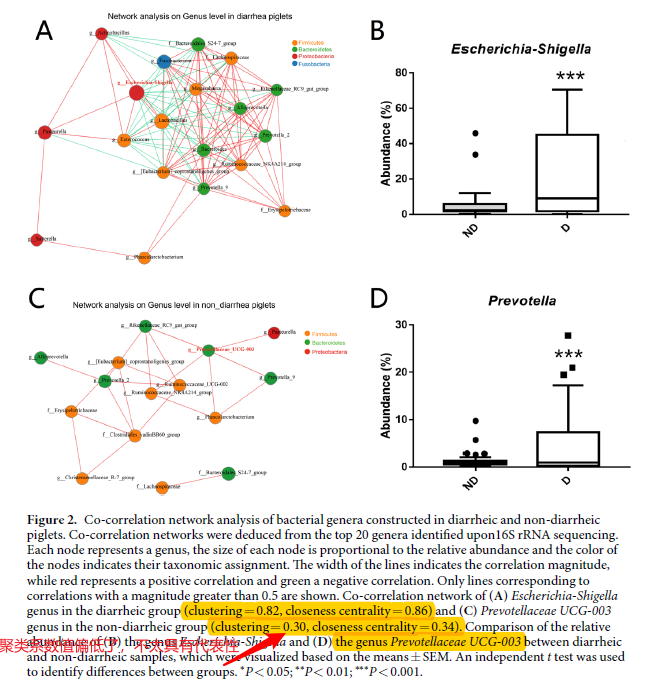 A
Network analysis on Genus level in diarrhea piglets
Firmicutes
Bacteroidetes
Proteobacteria
Fusobacteria
f__Bacteroidales_S24-7_group
g__Rikenellaceae_RC9_gut_group
g__Escherichia-Shigella
g__Alloprevotella
g__Lactobacillus
g__Prevotella_2
g__Bacteroides
g__Ruminococcaceae_NK4A214_group
g__[Eubacterium]_coprostanoligenes_group
g__Prevotella_9
f__Erysipelotrichaceae
g__Phascolarctobacterium
B
Escherichia-Shigella
Abundance (%)
80
60
40
20
0
***
ND
D
C
Network analysis on Genus level in non_diarrhea piglets
Firmicutes
Bacteroidetes
Proteobacteria
g__Rikenellaceae_RC9_gut_group
g__Prevotellaceae_UCG-003
g__Alloprevotella
g__[Eubacterium]_coprostanoligenes_group
g__Prevotella_2
g__Ruminococcaceae_UCG-002
g__Prevotella_9
g__Ruminococcaceae_NK4A214_group
f__Erysipelotrichaceae
g__Phascolarctobacterium
f__Clostridiales_vadinBB60_group
g__Christensenellaceae_R-7_group
f__Bacteroidales_S24-7_group
f__Lachnospiraceae
D
Prevotella
Abundance (%)
30
20
10
0
***
ND
D
Figure 2. Co-correlation network analysis of bacterial genera constructed in diarrheic and non-diarrheic
piglets. Co-correlation networks were deduced from the top 20 genera identified upon16S rRNA sequencing.
Each node represents a genus, the size of each node is proportional to the relative abundance and the color of
the nodes indicates their taxonomic assignment. The width of the lines indicates the correlation magnitude,
while red represents a positive correlation and green a negative correlation. Only lines corresponding to
correlations with a magnitude greater than 0.5 are shown. Co-correlation network of (A) Escherichia-Shigella
genus in the diarrheic group (clustering = 0.82, closeness centrality = 0.86) and (C) Prevotellaceae UCG-003
genus in the non-diarrheic group (clustering = 0.30, closeness centrality = 0.34). Comparison of the relative
abundance of (B) the genus Escherichia-Shigella and (D) the genus Prevotellaceae UCG-003 between diarrheic
聚类系数值偏低了，不太具有代表性
and non-diarrheic samples, which were visualized based on the means ± SEM. An independent t test was used
to identify differences between groups. *P < 0.05; **P < 0.01; ***P < 0.001.